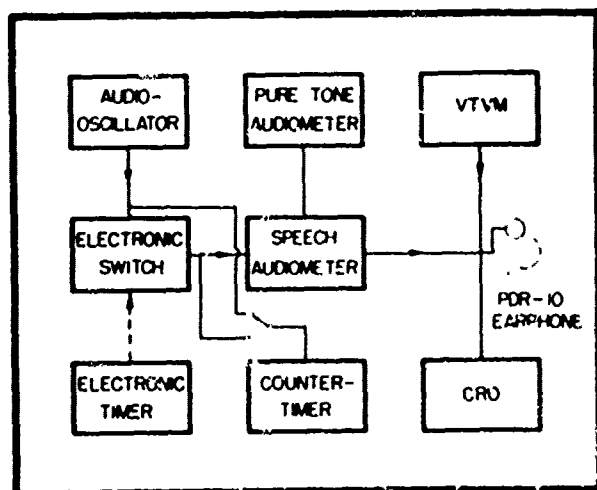 AUDIO-
OSCILLATOR
PURE TONE
AUDIOMETER
VTVM
ELECTRONIC
SWITCH
SPEECH
AUDIOMETER
PDR-10
EARPHONE
ELECTRONIC
TIMER
COUNTER-
TIMER
CRO